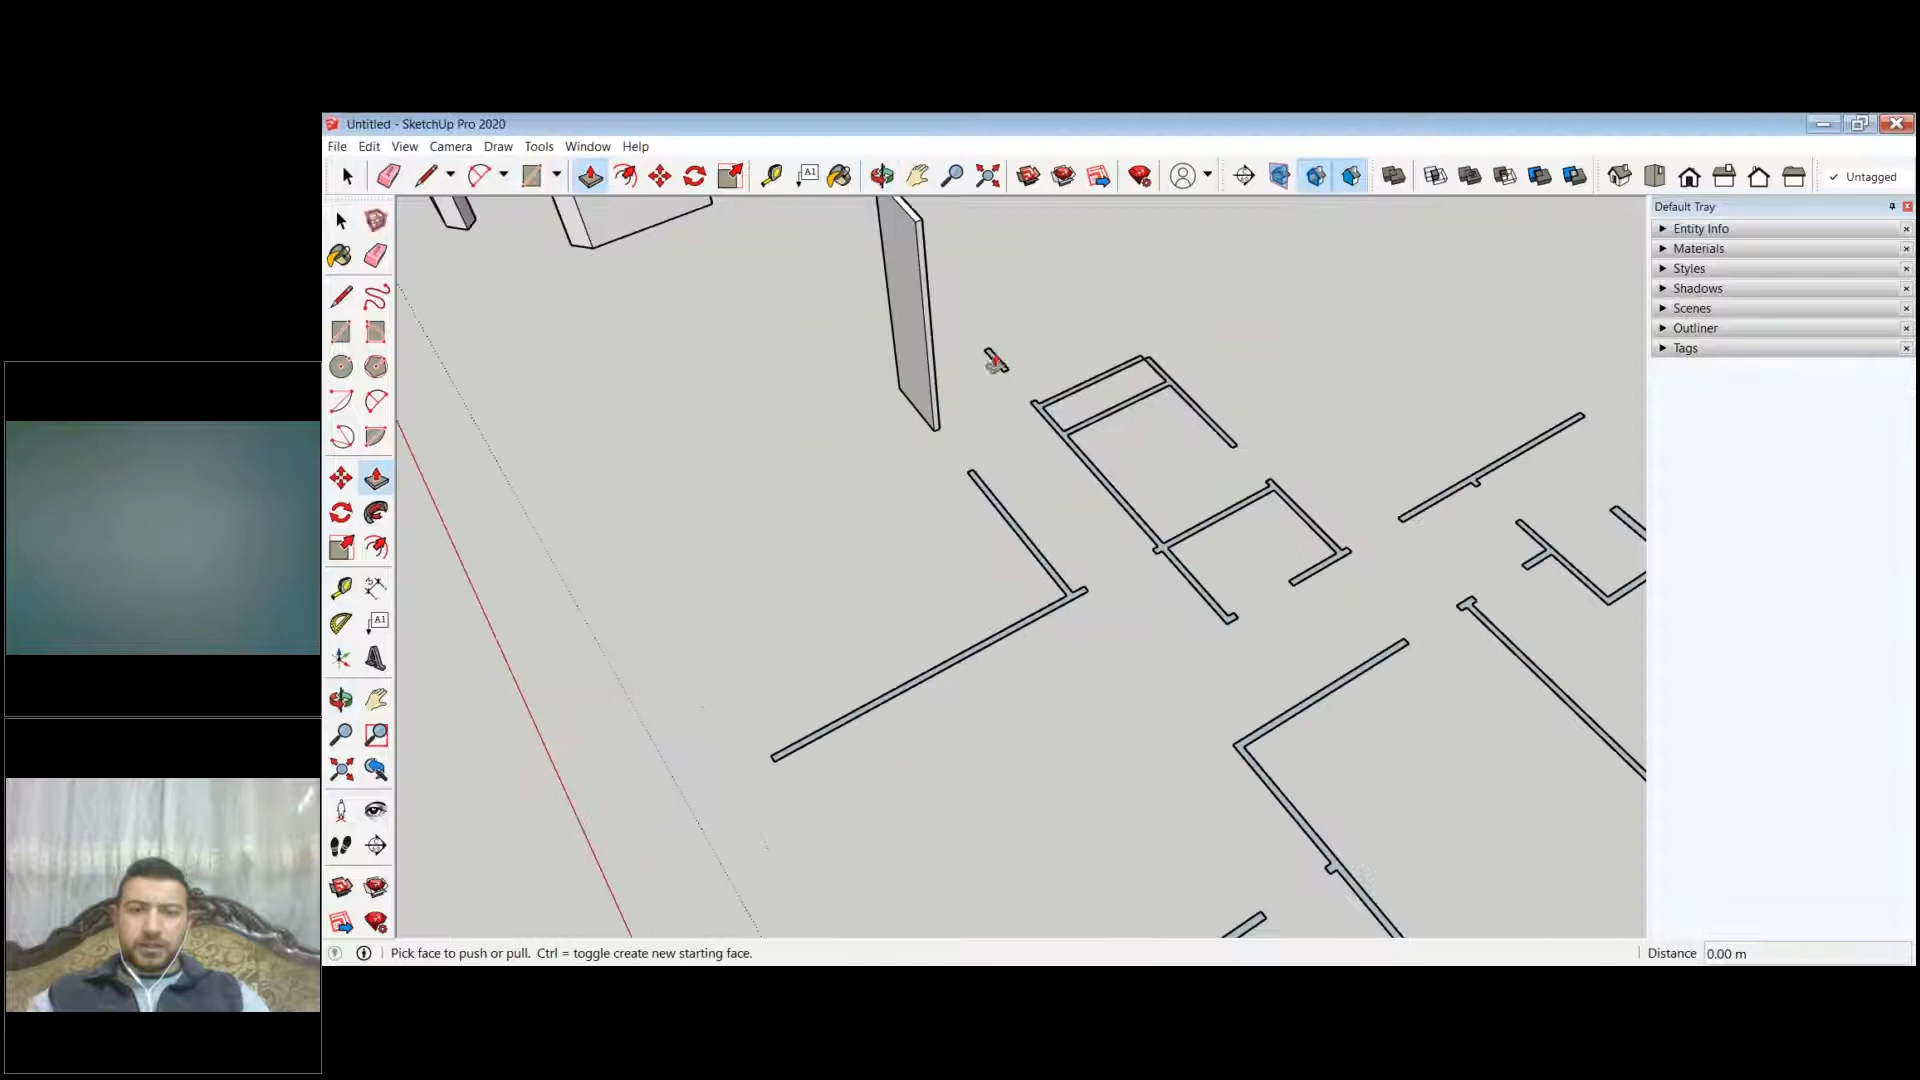 Untitled - SketchUp Pro 2020
File Edit View Camera Draw Tools Window Help
A1
✓ Untagged
Default Tray
Entity Info
Materials
Styles
Shadows
Scenes
Outliner
Tags
A1
Pick face to push or pull. Ctrl = toggle create new starting face.
Distance 0.00 m